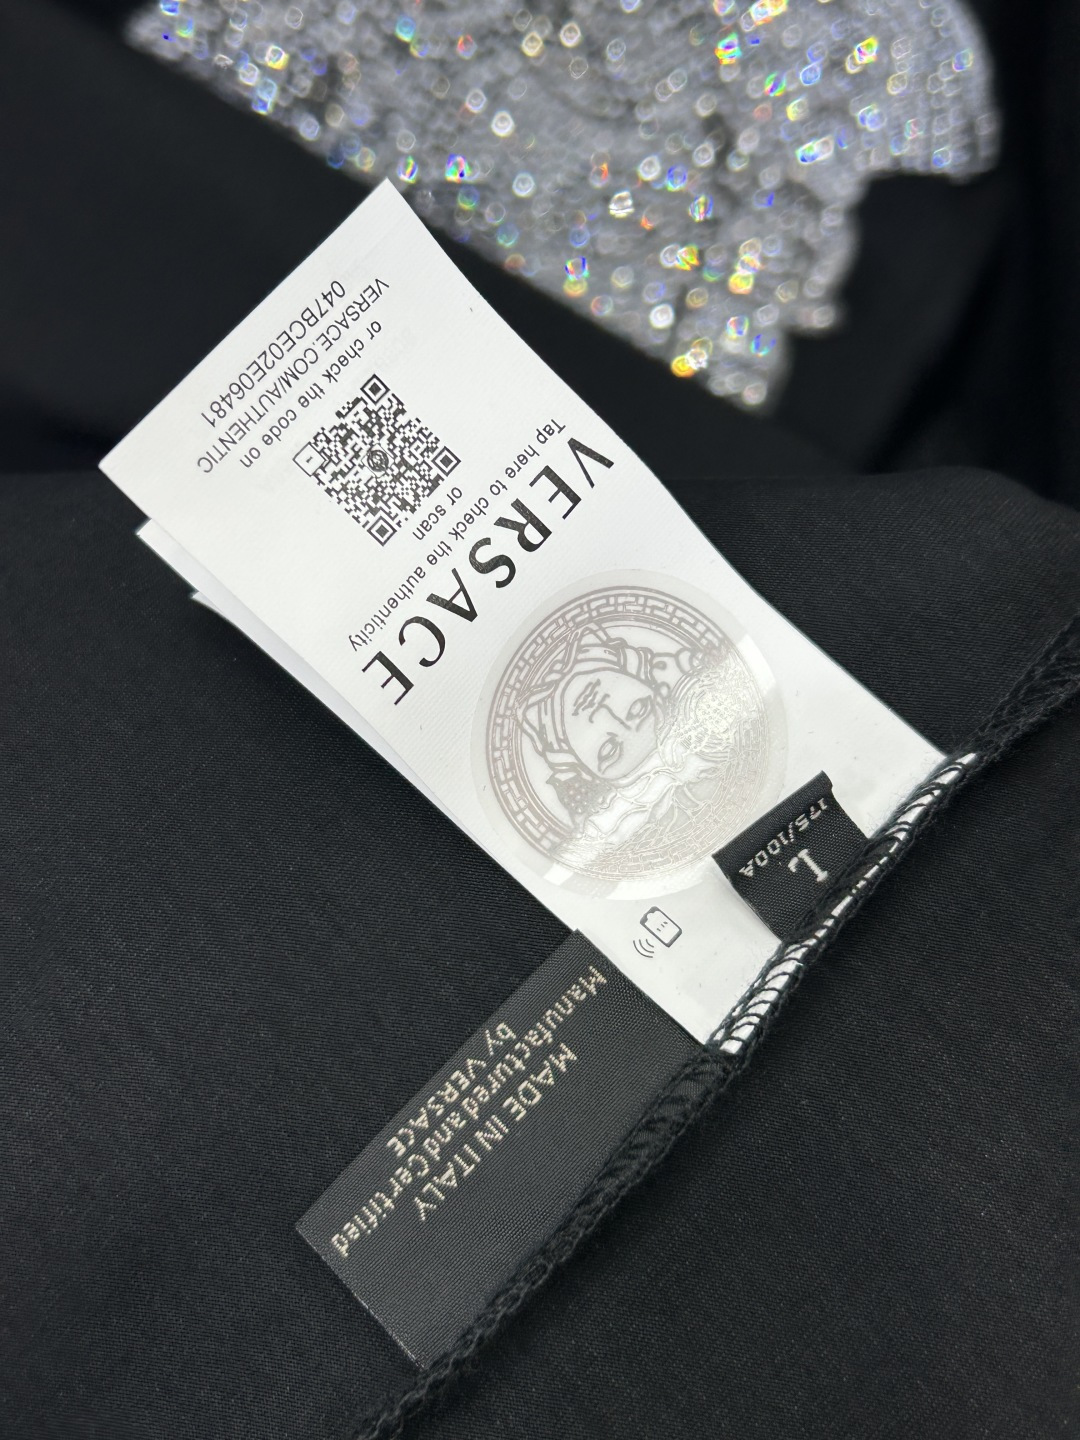 VERSACE
Tap here to check the authenticity
or scan
or check the code on
VERSACE.COM/AUTHENTIC
047BCE02E06481
L
175/100A
MADE IN ITALY
Manufactured and Certified
by VERSACE